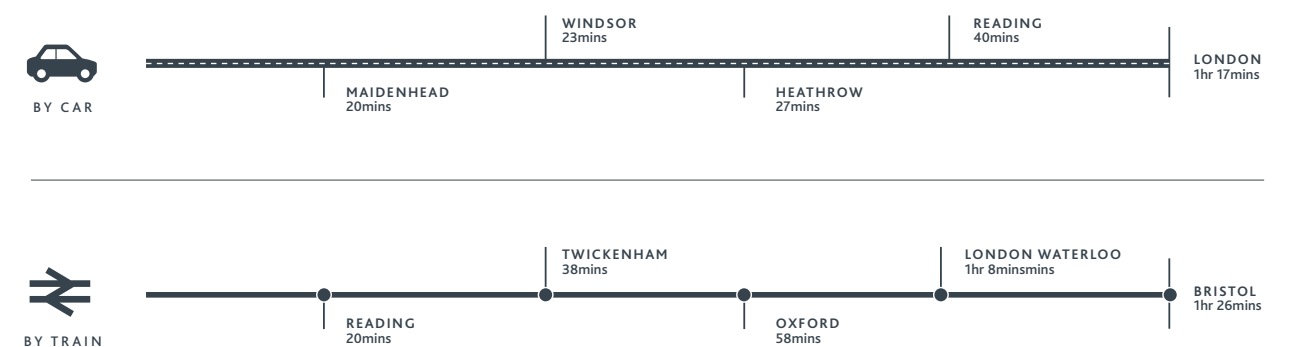 WINDSOR
23mins
READING
40mins
LONDON
1hr 17mins
MAIDENHEAD
20mins
HEATHROW
27mins
BY CAR
TWICKENHAM
38mins
LONDON WATERLOO
1hr 8minsmins
BRISTOL
1hr 26mins
READING
20mins
OXFORD
58mins
BY TRAIN